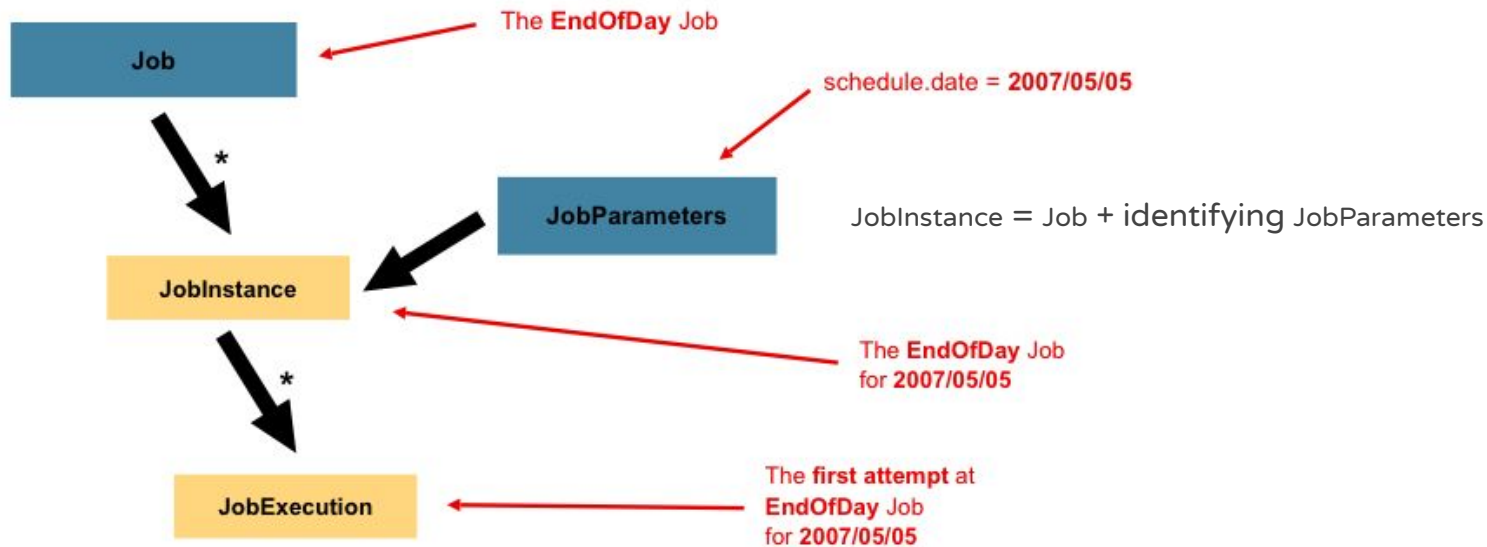 The EndOfDay Job
Job
schedule.date = 2007/05/05
*
JobParameters
JobInstance = Job + identifying JobParameters
JobInstance
The EndOfDay Job
for 2007/05/05
*
The first attempt at
EndOfDay Job
for 2007/05/05
JobExecution